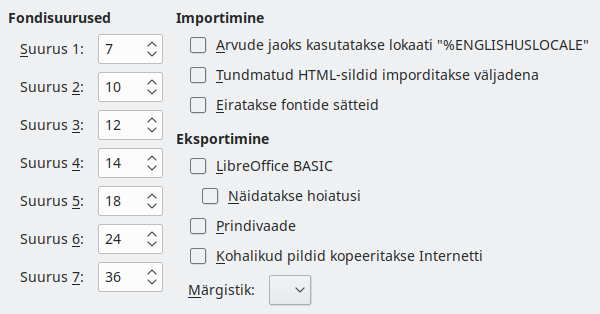 Fondisuurused
Suurus 1: 7
Suurus 2: 10
Suurus 3: 12
Suurus 4: 14
Suurus 5: 18
Suurus 6: 24
Suurus 7: 36
Importimine
Arvude jaoks kasutatakse lokaati "%ENGLISHUSLOCALE"
Tundmatud HTML-sildid imporditakse väljadena
Eiratakse fontide sätteid
Eksportimine
LibreOffice BASIC
Näidatakse hoiatusi
Prindivaade
Kohalikud pildid kopeeritakse Internetti
Märgistik: